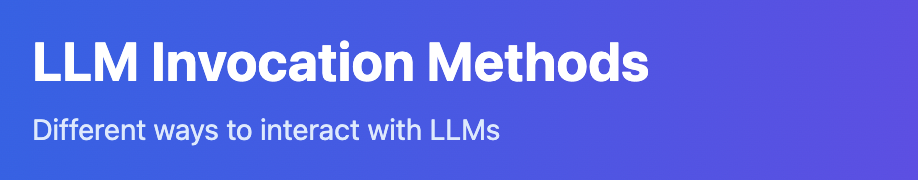 LLM Invocation Methods
Different ways to interact with LLMs